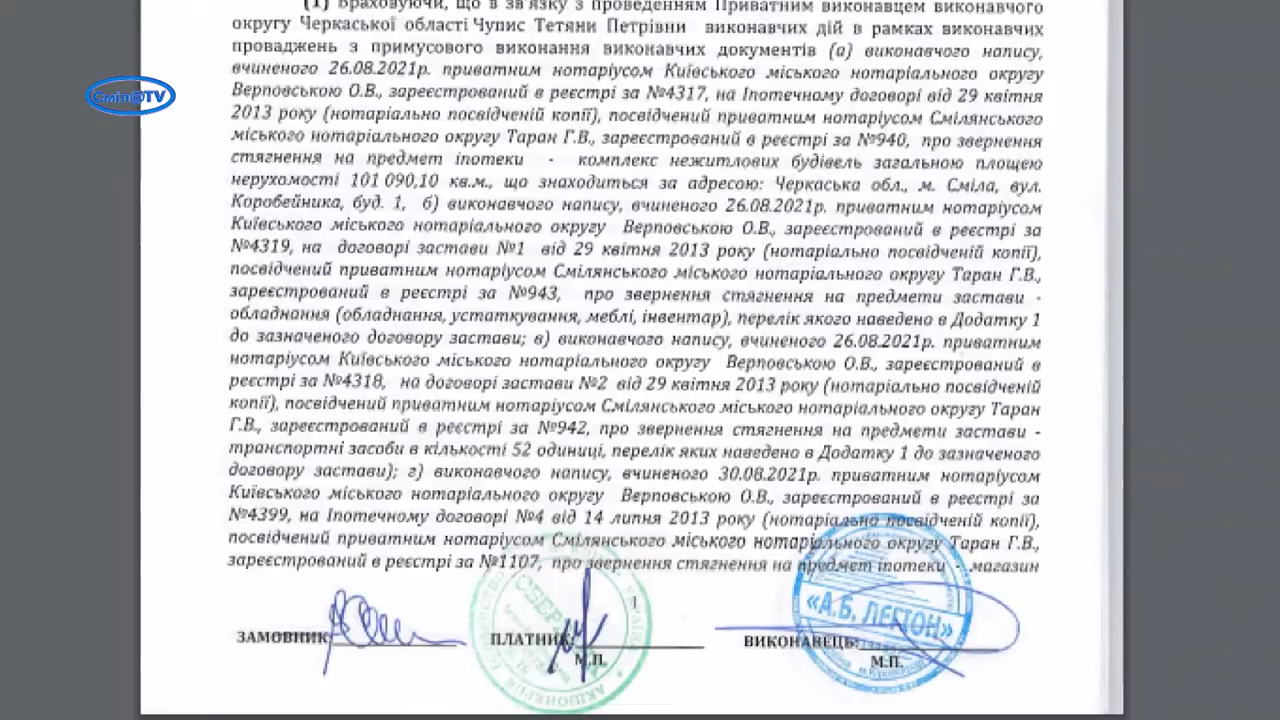 (1) Враховуючи, що в зв'язку з проведенням Приватним виконавцем виконавчого
округу Черкаської області Чупис Тетяни Петрівни виконавчих дій в рамках виконавчих
проваджень з примусового виконання виконавчих документів (а) виконавчого напису,
вчиненого 26.08.2021р. приватним нотаріусом Київського міського нотаріального округу
Верповською О.В., зареєстрований в реєстрі за №4317, на Іпотечному договорі від 29 квітня
2013 року (нотаріально посвідченій копії), посвідчений приватним нотаріусом Смілянського
міського нотаріального округу Таран Г.В., зареєстрований в реєстрі за №940, про звернення
стягнення на предмет іпотеки - комплекс нежитлових будівель загальною площею
нерухомості 101 090,10 кв.м., що знаходиться за адресою: Черкаська обл., м. Сміла, вул.
Коробейника, буд. 1, б) виконавчого напису, вчиненого 26.08.2021р. приватним нотаріусом
Київського міського нотаріального округу Верповською О.В., зареєстрований в реєстрі за
№4319, на договорі застави №1 від 29 квітня 2013 року (нотаріально посвідченій копії),
посвідчений приватним нотаріусом Смілянського міського нотаріального округу Таран Г.В.,
зареєстрований в реєстрі за №943, про звернення стягнення на предмети застави -
обладнання (обладнання, устаткування, меблі, інвентар), перелік якого наведено в Додатку 1
до зазначеного договору застави; в) виконавчого напису, вчиненого 26.08.2021р. приватним
нотаріусом Київського міського нотаріального округу Верповською О.В., зареєстрований в
реєстрі за №4318, на договорі застави №2 від 29 квітня 2013 року (нотаріально посвідченій
копії), посвідчений приватним нотаріусом Смілянського міського нотаріального округу Таран
Г.В., зареєстрований в реєстрі за №942, про звернення стягнення на предмети застави -
транспортні засоби в кількості 52 одиниці, перелік яких наведено в Додатку 1 до зазначеного
договору застави); г) виконавчого напису, вчиненого 30.08.2021р. приватним нотаріусом
Київського міського нотаріального округу Верповською О.В., зареєстрований в реєстрі за
№4399, на Іпотечному договорі №4 від 14 липня 2013 року (нотаріально посвідченій копії),
посвідчений приватним нотаріусом Смілянського міського нотаріального округу Таран Г.В.,
зареєстрований в реєстрі за №1107, про звернення стягнення на предмет іпотеки - магазин
1
ЗАМОВНИК
ПЛАТНИК:
М.П.
ВИКОНАВЕЦЬ:
М.П.
«А.Б. ЛЕГІОН»
Сміл@TV